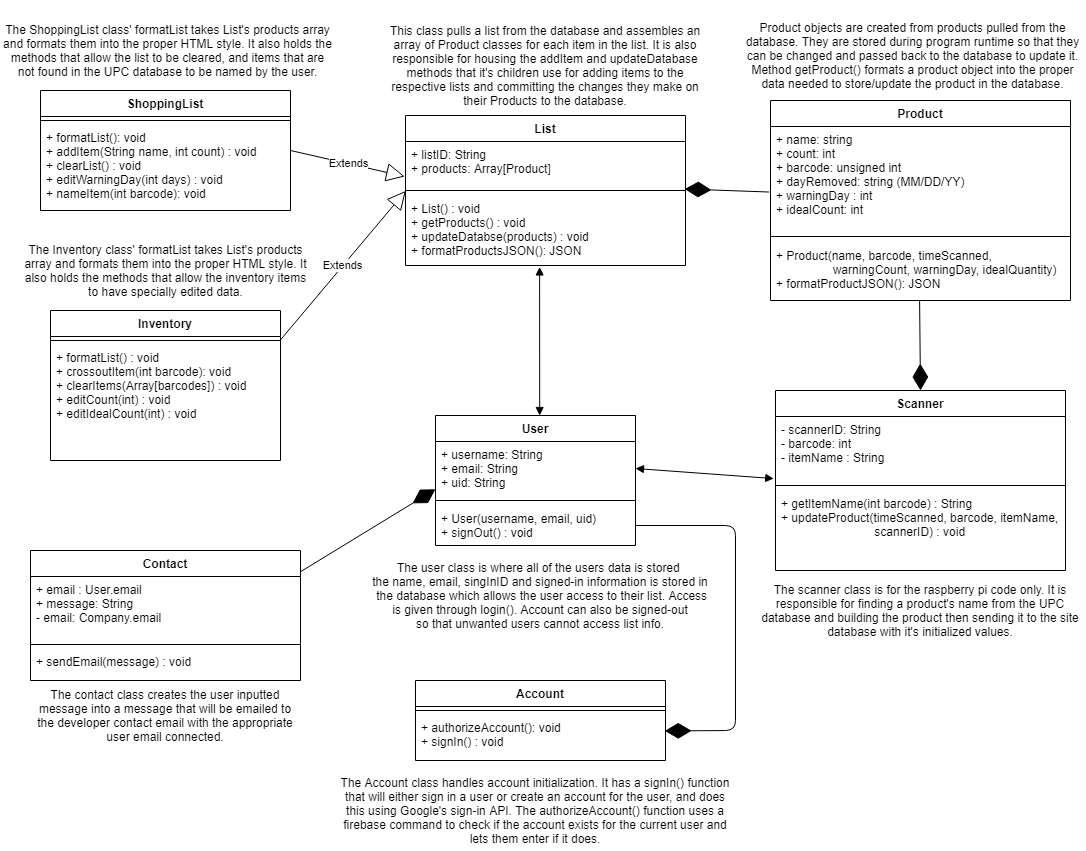 The ShoppingList class' formatList takes List's products array
and formats them into the proper HTML style. It also holds the
methods that allow the list to be cleared, and items that are
not found in the UPC database to be named by the user.
ShoppingList
+ formatList(): void
+ addItem(String name, int count) : void
+ clearList() : void
+ editWarningDay(int days) : void
+ nameItem(int barcode): void
Extends
This class pulls a list from the database and assembles an
array of Product classes for each item in the list. It is also
responsible for housing the addItem and updateDatabase
methods that it's children use for adding items to the
respective lists and committing the changes they make on
their Products to the database.
List
+ listID: String
+ products: Array[Product]
+ List() : void
+ getProducts() : void
+ updateDatabse(products) : void
+ formatProductsJSON(): JSON
Product objects are created from products pulled from the
database. They are stored during program runtime so that they
can be changed and passed back to the database to update it.
Method getProduct() formats a product object into the proper
data needed to store/update the product in the database.
Product
+ name: string
+ count: int
+ barcode: unsigned int
+ dayRemoved: string (MM/DD/YY)
+ warningDay : int
+ idealCount: int
+ Product(name, barcode, timeScanned,
warningCount, warningDay, idealQuantity)
+ formatProductJSON(): JSON
The Inventory class' formatList takes List's products
array and formats them into the proper HTML style. It
also holds the methods that allow the inventory items
to have specially edited data.
Extends
Inventory
+ formatList() : void
+ crossoutItem(int barcode): void
+ clearItems(Array[barcodes]) : void
+ editCount(int) : void
+ editIdealCount(int) : void
User
+ username: String
+ email: String
+ uid: String
+ User(username, email, uid)
+ signOut() : void
The user class is where all of the users data is stored
the name, email, singInID and signed-in information is stored in
the database which allows the user access to their list. Access
is given through login(). Account can also be signed-out
so that unwanted users cannot access list info.
Scanner
- scannerID: String
- barcode: int
- itemName : String
+ getItemName(int barcode) : String
+ updateProduct(timeScanned, barcode, itemName,
scannerID) : void
The scanner class is for the raspberry pi code only. It is
responsible for finding a product's name from the UPC
database and building the product then sending it to the site
database with it's initialized values.
Contact
+ email : User.email
+ message: String
- email: Company.email
+ sendEmail(message) : void
The contact class creates the user inputted
message into a message that will be emailed to
the developer contact email with the appropriate
user email connected.
Account
+ authorizeAccount(): void
+ signIn() : void
The Account class handles account initialization. It has a signIn() function
that will either sign in a user or create an account for the user, and does
this using Google's sign-in API. The authorizeAccount() function uses a
firebase command to check if the account exists for the current user and
lets them enter if it does.